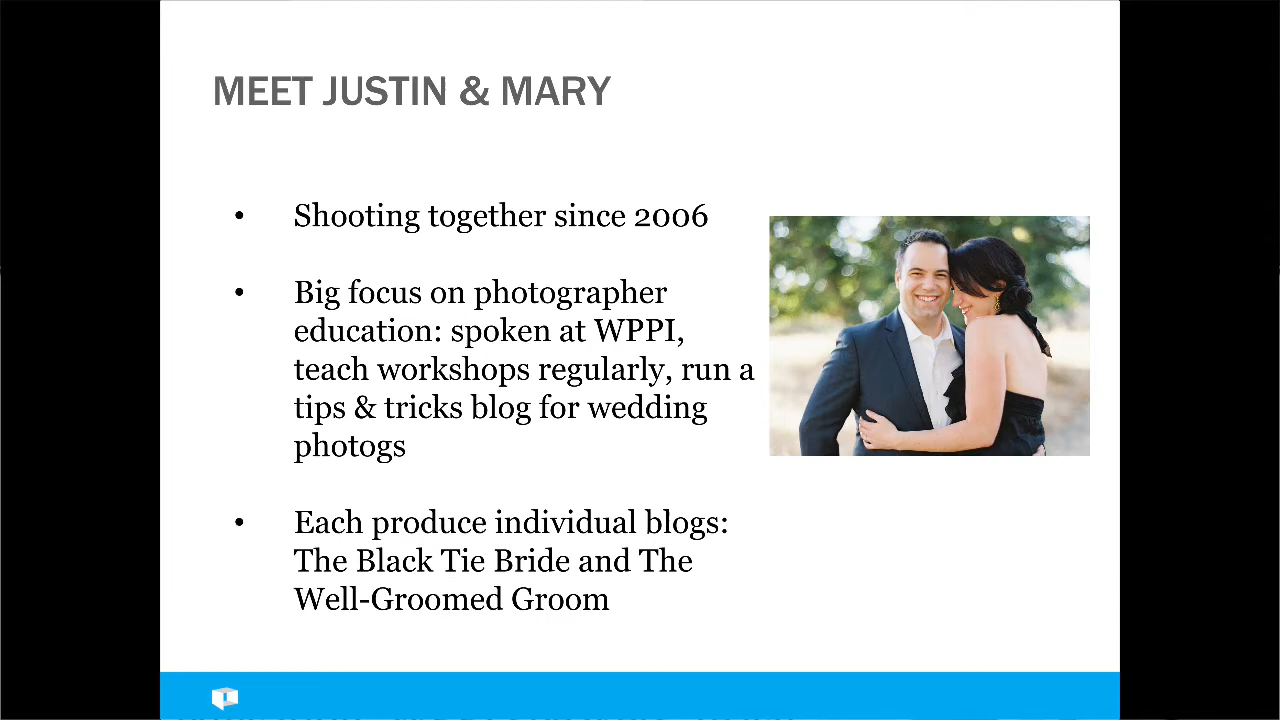 MEET JUSTIN & MARY
• Shooting together since 2006
• Big focus on photographer
education: spoken at WPPI,
teach workshops regularly, run a
tips & tricks blog for wedding
photogs
• Each produce individual blogs:
The Black Tie Bride and The
Well-Groomed Groom